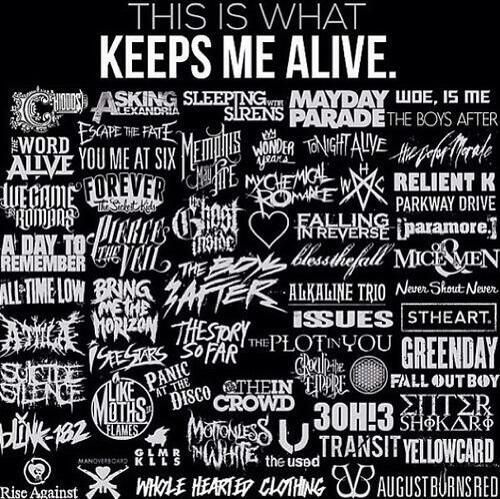 THIS IS WHAT
KEEPS ME ALIVE.
CHIODOS
ASKING
ALEXANDRIA
SLEEPING WITH
SIRENS
MAYDAY
PARADE
WOE, IS ME
THE BOYS AFTER
THE WORD
ALIVE
ESCAPE THE FATE
YOU ME AT SIX
MEMPHIS
MAY
FIRE
THE
WONDER
years
TONIGHT ALIVE
the Color Morale
WE CAME
AS ROMANS
FOREVER
The Sickest Kids
MY CHEMICAL
ROMANCE
RELIENT K
PARKWAY DRIVE
A DAY TO
REMEMBER
PIERCE
THE VEIL
the
Ghost
Inside
FALLING
IN REVERSE
[paramore.]
ALL TIME LOW
BRING
ME THE
HORIZON
THE BOYS
AFTER
blessthefall
MICE & MEN
ALKALINE TRIO
Never Shout Never
ATTILA
I SEE STARS
THE STORY
SO FAR
ISSUES
STHEART.
THE PLOT IN YOU
SUICIDE
SILENCE
LIKE
MOTHS
FLAMES
PANIC
AT THE
DISCO
THE IN
CROWD
CROWN THE
EMPIRE
GREEN DAY
FALL OUT BOY
blink-182
GLMR
KLLS
MOTIONLESS
IN WHITE
the used
3OH!3
TRANSIT
ENTER
SHIKARI
YELLOWCARD
Rise Against
MANOVERBOARD
WHOLE HEARTED CLOTHING
AUGUST BURNS RED